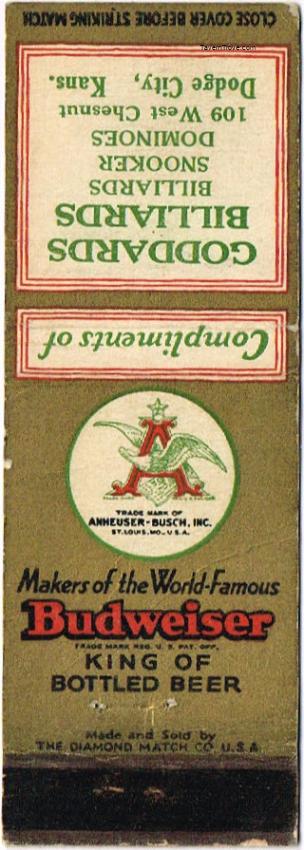 CLOSE COVER BEFORE STRIKING MATCH
Compliments of
GODDARDS
BILLIARDS
BILLIARDS
SNOOKER
DOMINOES
109 West Chesnut
Dodge City, Kans.
A
TRADE MARK OF
ANHEUSER-BUSCH, INC.
ST. LOUIS, MO., U.S.A.
Makers of the World-Famous
Budweiser
TRADE MARK REG. U. S. PAT. OFF.
KING OF
BOTTLED BEER
Made and Sold by
THE DIAMOND MATCH CO. U.S.A